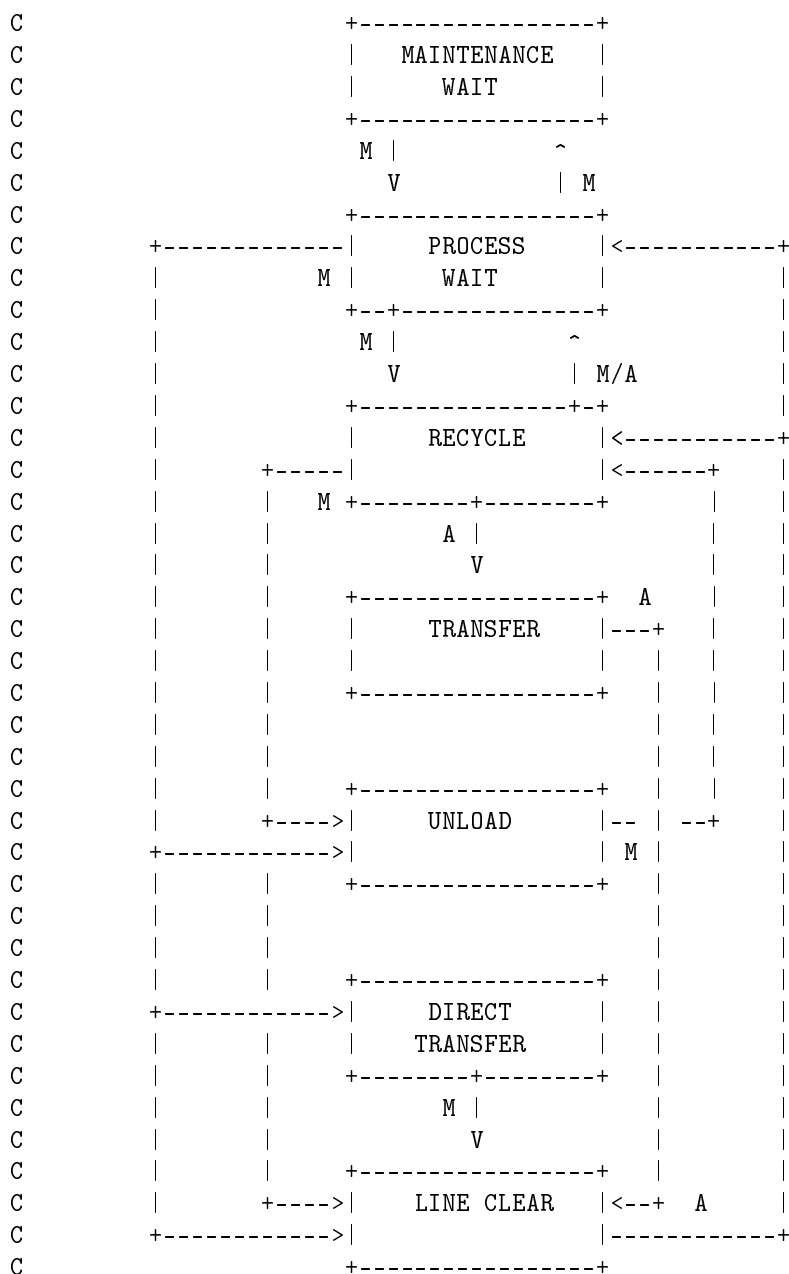 C                       +-----------------+
C                       |   MAINTENANCE   |
C                       |      WAIT       |
C                       +-----------------+
C                        M |           ^
C                          V           | M
C                       +-----------------+
C         +-------------|     PROCESS     |<-----------+
C         |           M |      WAIT       |            |
C         |             +--+--------------+            |
C         |              M |            ^              |
C         |                V            | M/A          |
C         |             +---------------+-+            |
C         |             |     RECYCLE     |<-----------+
C         |       +-----|                 |<------+    |
C         |       |   M +--------+--------+       |    |
C         |       |            A |                |    |
C         |       |              V                |    |
C         |       |     +-----------------+  A    |    |
C         |       |     |     TRANSFER    |---+   |    |
C         |       |     |                 |   |   |    |
C         |       |     +-----------------+   |   |    |
C         |       |                           |   |    |
C         |       |                           |   |    |
C         |       |     +-----------------+   |   |    |
C         |       +---->|     UNLOAD      |-- | --+    |
C         +------------>|                 | M |        |
C         |       |     +-----------------+   |        |
C         |       |                           |        |
C         |       |                           |        |
C         |       |     +-----------------+   |        |
C         +------------>|     DIRECT      |   |        |
C         |       |     |    TRANSFER     |   |        |
C         |       |     +--------+--------+   |        |
C         |       |            M |            |        |
C         |       |              V            |        |
C         |       |     +-----------------+   |        |
C         |       +---->|    LINE CLEAR   |<--+  A     |
C         +------------>|                 |------------+
C                       +-----------------+